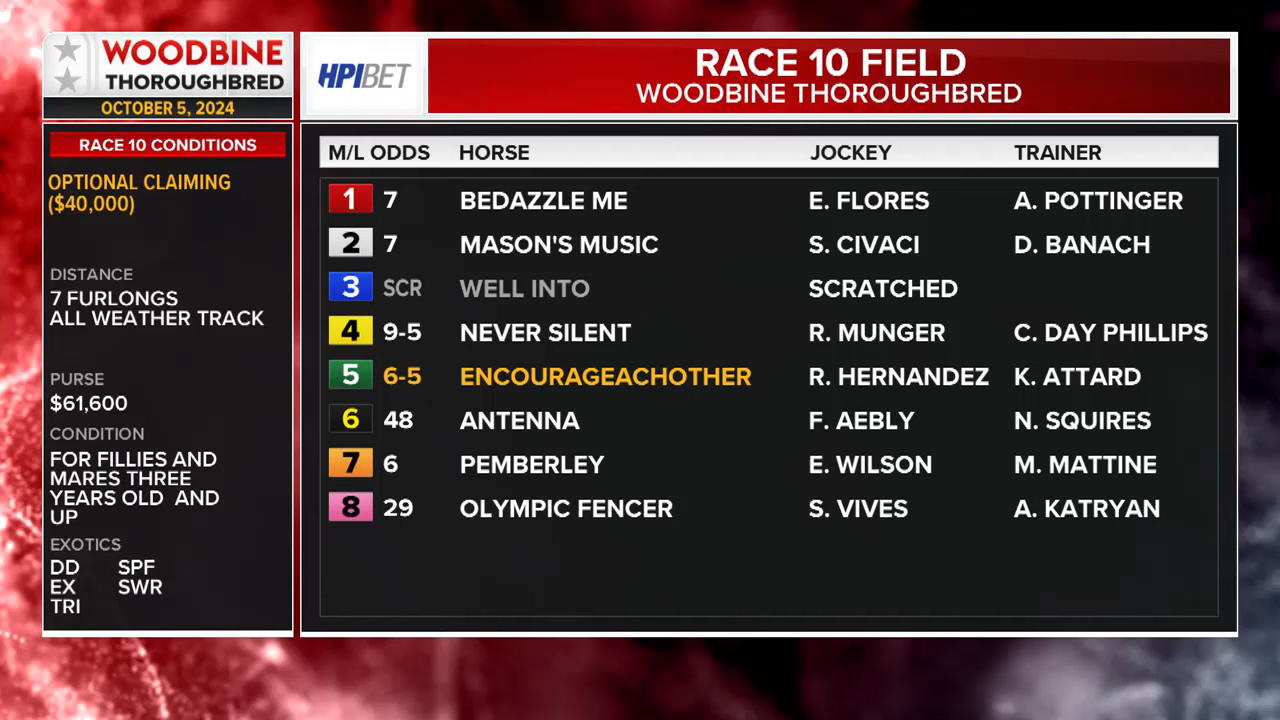 WOODBINE
THOROUGHBRED
OCTOBER 5, 2024
HPIBET
RACE 10 FIELD
WOODBINE THOROUGHBRED
RACE 10 CONDITIONS
OPTIONAL CLAIMING
($40,000)
DISTANCE
7 FURLONGS
ALL WEATHER TRACK
PURSE
$61,600
CONDITION
FOR FILLIES AND
MARES THREE
YEARS OLD AND
UP
EXOTICS
DD SPF
EX SWR
TRI
M/L ODDS HORSE JOCKEY TRAINER
1 7 BEDAZZLE ME E. FLORES A. POTTINGER
2 7 MASON'S MUSIC S. CIVACI D. BANACH
3 SCR WELL INTO SCRATCHED
4 9-5 NEVER SILENT R. MUNGER C. DAY PHILLIPS
5 6-5 ENCOURAGEACHOTHER R. HERNANDEZ K. ATTARD
6 48 ANTENNA F. AEBLY N. SQUIRES
7 6 PEMBERLEY E. WILSON M. MATTINE
8 29 OLYMPIC FENCER S. VIVES A. KATRYAN